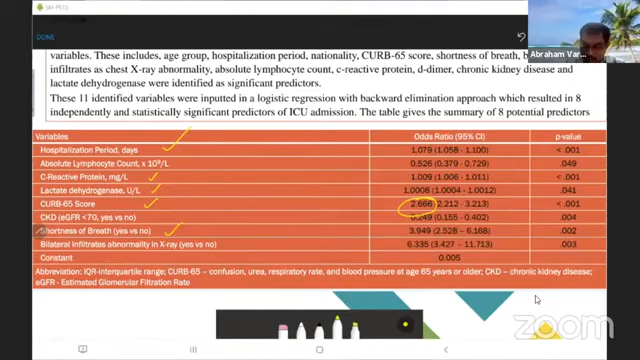 SM-P615
DONE
Abraham Var
variables. These includes, age group, hospitalization period, nationality, CURB-65 score, shortness of breath,
infiltrates as chest X-ray abnormality, absolute lymphocyte count, c-reactive protein, d-dimer, chronic kidney disease and
lactate dehydrogenase were identified as significant predictors.
These 11 identified variables were inputted in a logistic regression with backward elimination approach which resulted in 8
independently and statistically significant predictors of ICU admission. The table gives the summary of 8 potential predictors
Variables Odds Ratio (95% CI) p-value
Hospitalization Period, days 1.079 (1.058 - 1.100) < .001
Absolute Lymphocyte Count, x 10⁹/L 0.526 (0.379 - 0.729) .049
C-Reactive Protein, mg/L 1.009 (1.006 - 1.011) < .001
Lactate dehydrogenase, U/L 1.0008 (1.0004 - 1.0012) .041
CURB-65 Score 2.666 (2.212 - 3.213) < .001
CKD (eGFR <70, yes vs no) 0.249 (0.155 - 0.402) .004
Shortness of Breath (yes vs no) 3.949 (2.528 – 6.168) .002
Bilateral Infiltrates abnormality in X-ray (yes vs no) 6.335 (3.427 – 11.713) .003
Constant 0.005
Abbreviation: IQR-interquartile range; CURB-65 – confusion, urea, respiratory rate, and blood pressure at age 65 years or older; CKD – chronic kidney disease;
eGFR - Estimated Glomerular Filtration Rate
zoom